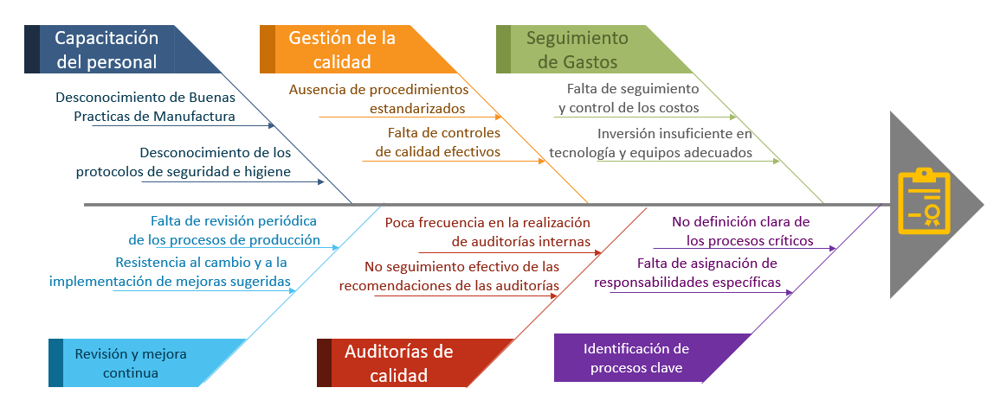 Capacitación
del personal
Desconocimiento de Buenas
Practicas de Manufactura
Desconocimiento de los
protocolos de seguridad e higiene
Gestión de la
calidad
Ausencia de procedimientos
estandarizados
Falta de controles
de calidad efectivos
Seguimiento
de Gastos
Falta de seguimiento
y control de los costos
Inversión insuficiente en
tecnología y equipos adecuados
Falta de revisión periódica
de los procesos de producción
Resistencia al cambio y a la
implementación de mejoras sugeridas
Revisión y mejora
continua
Poca frecuencia en la realización
de auditorías internas
No seguimiento efectivo de las
recomendaciones de las auditorías
Auditorías de
calidad
No definición clara de
los procesos críticos
Falta de asignación de
responsabilidades específicas
Identificación de
procesos clave